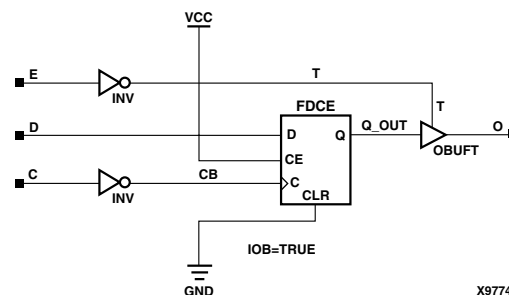 VCC
E
T
INV
FDCE
T
D
D
Q
Q_OUT
O
CE
OBUFT
C
CB
C
INV
CLR
IOB=TRUE
GND
X9774